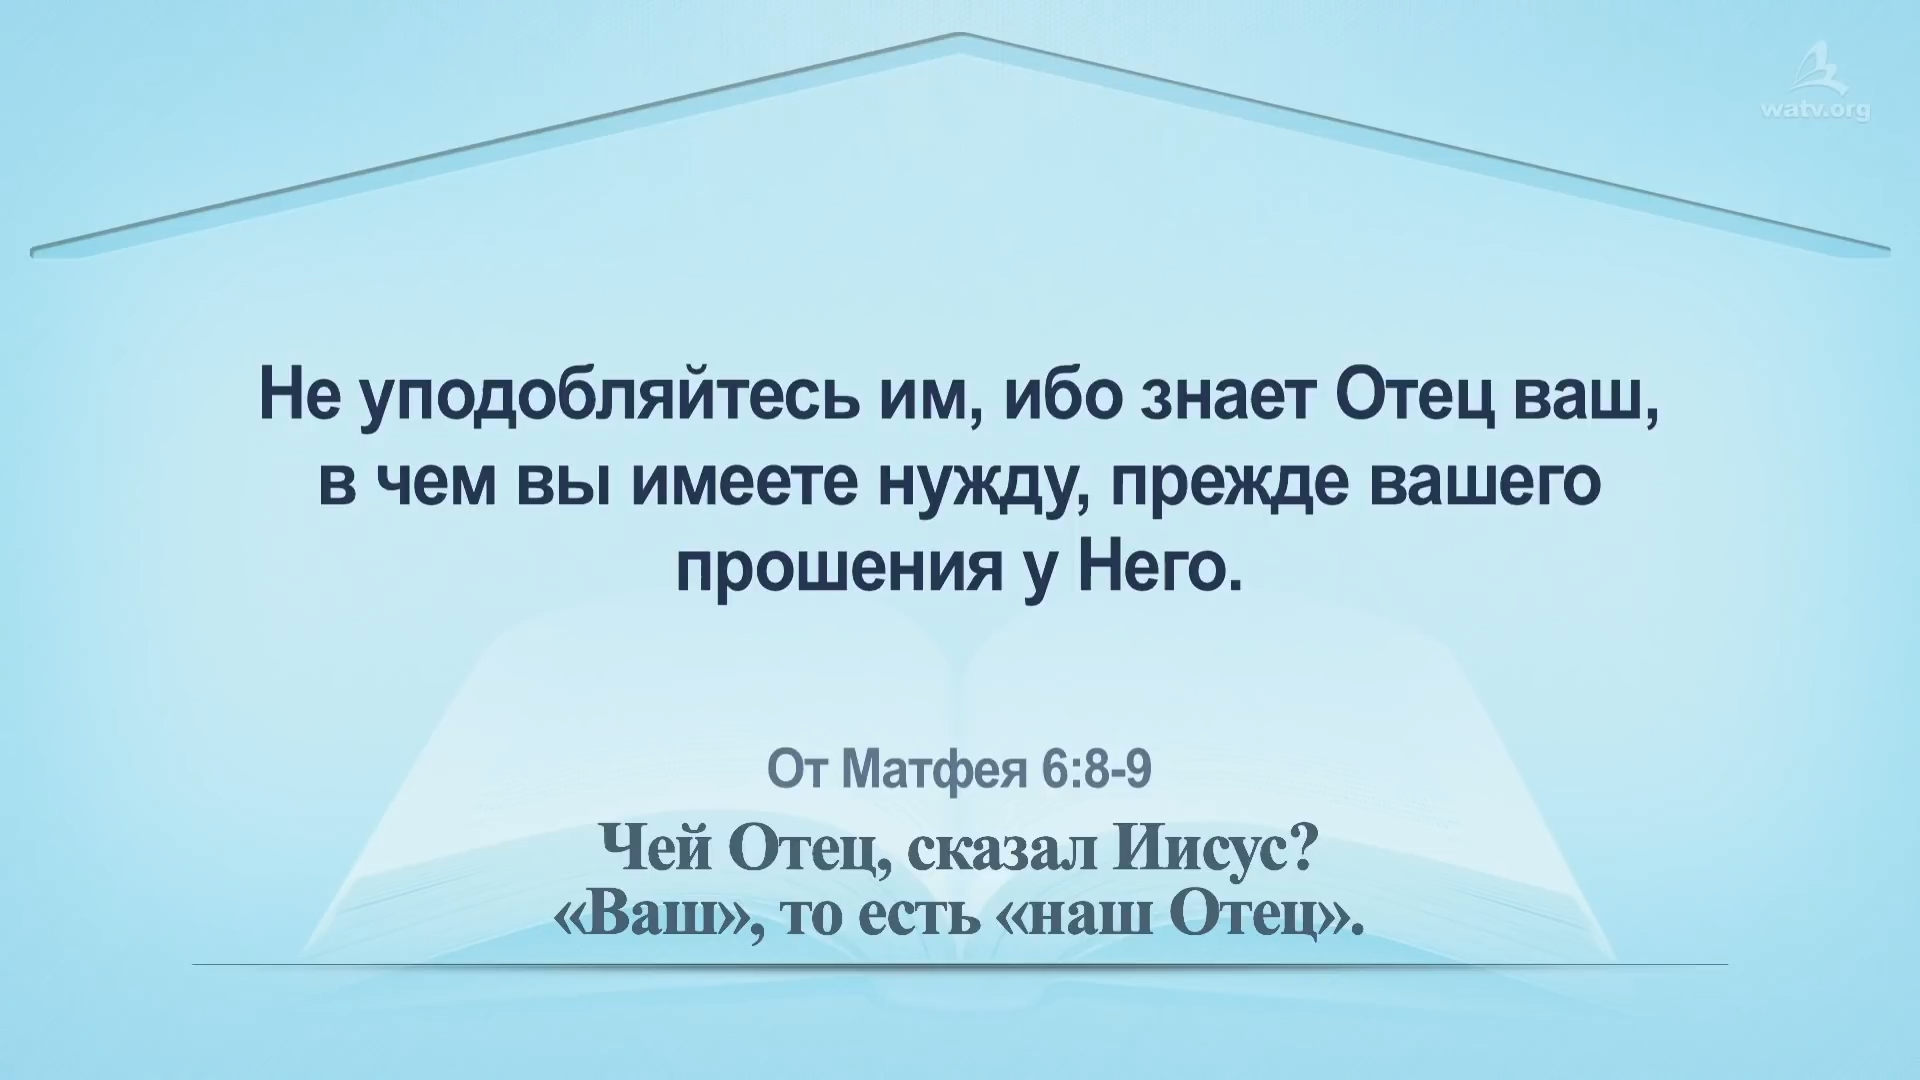 watv.org
Не уподобляйтесь им, ибо знает Отец ваш,
в чем вы имеете нужду, прежде вашего
прошения у Него.
От Матфея 6:8-9
Чей Отец, сказал Иисус?
«Ваш», то есть «наш Отец».